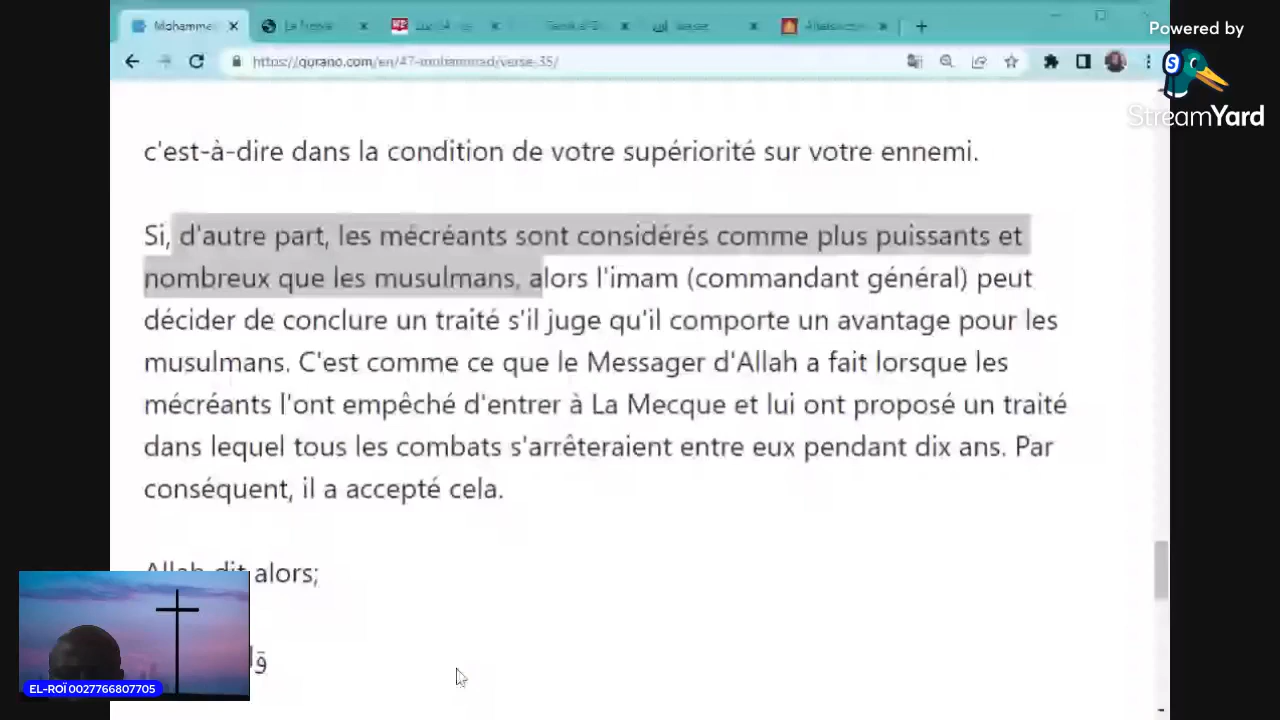 Mohamme
Powered by
https://qurano.com/en/47-mohammad/verse-35/
StreamYard
c'est-à-dire dans la condition de votre supériorité sur votre ennemi.
Si, d'autre part, les mécréants sont considérés comme plus puissants et
nombreux que les musulmans, alors l'imam (commandant général) peut
décider de conclure un traité s'il juge qu'il comporte un avantage pour les
musulmans. C'est comme ce que le Messager d'Allah a fait lorsque les
mécréants l'ont empêché d'entrer à La Mecque et lui ont proposé un traité
dans lequel tous les combats s'arrêteraient entre eux pendant dix ans. Par
conséquent, il a accepté cela.
Allah dit alors;
EL-ROÏ 0027766807705